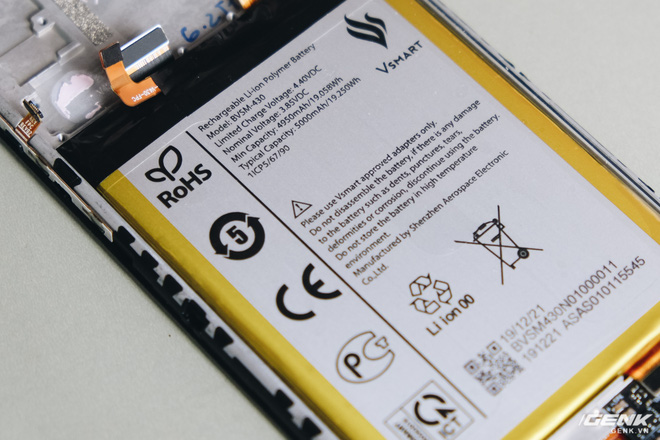 6.25
VSMART
Rechargeable Li-ion Polymer Battery
Model: BVSM-430
Limited Charge Voltage: 4.40VDC
Nominal Voltage: 3.85VDC
Min Capacity: 4950mAh/19.058Wh
Typical Capacity: 5000mAh/19.250Wh
1ICP5/67/90
RoHS
Please use Vsmart approved adapters only.
Do not disassemble the battery, if there is any damage
to the battery such as dents, punctures, tears,
deformities or corrosion, discontinue using the battery.
Do not store the battery in high temperature
environment.
Manufactured by Shenzhen Aerospace Electronic
Co.,Ltd.
5
CE
PC
Li ion 00
ICT
19/12/21
BVSM430N01000011
191221 ASAS010115545
GENK
GENK.VN